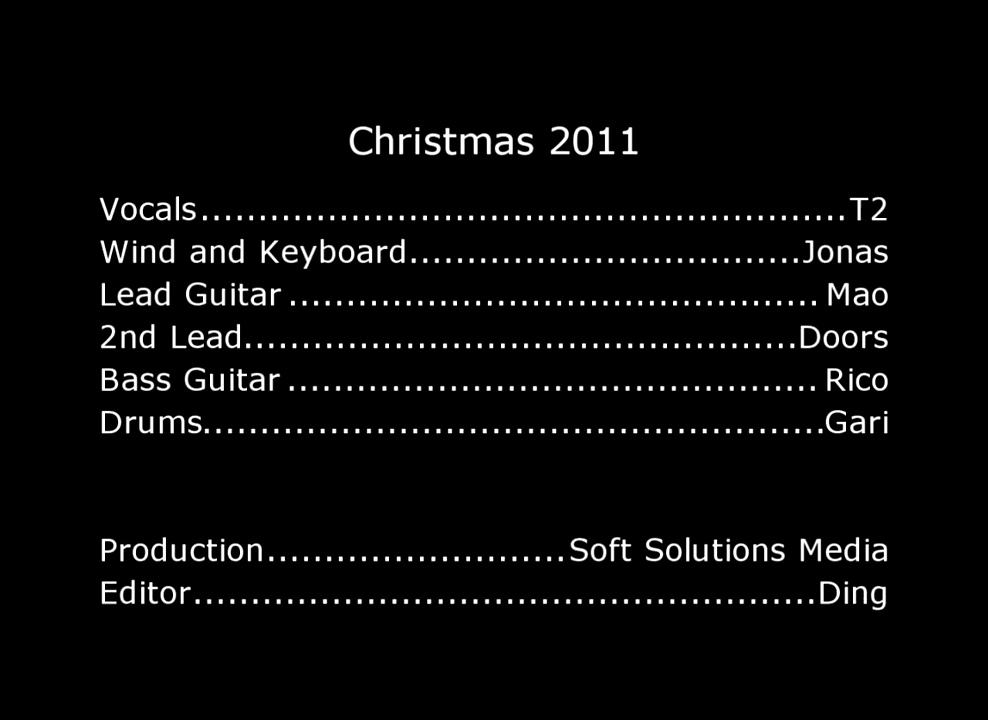 Christmas 2011
Vocals.......................................................T2
Wind and Keyboard.................................Jonas
Lead Guitar ............................................. Mao
2nd Lead...............................................Doors
Bass Guitar ............................................. Rico
Drums.....................................................Gari
Production.........................Soft Solutions Media
Editor.....................................................Ding